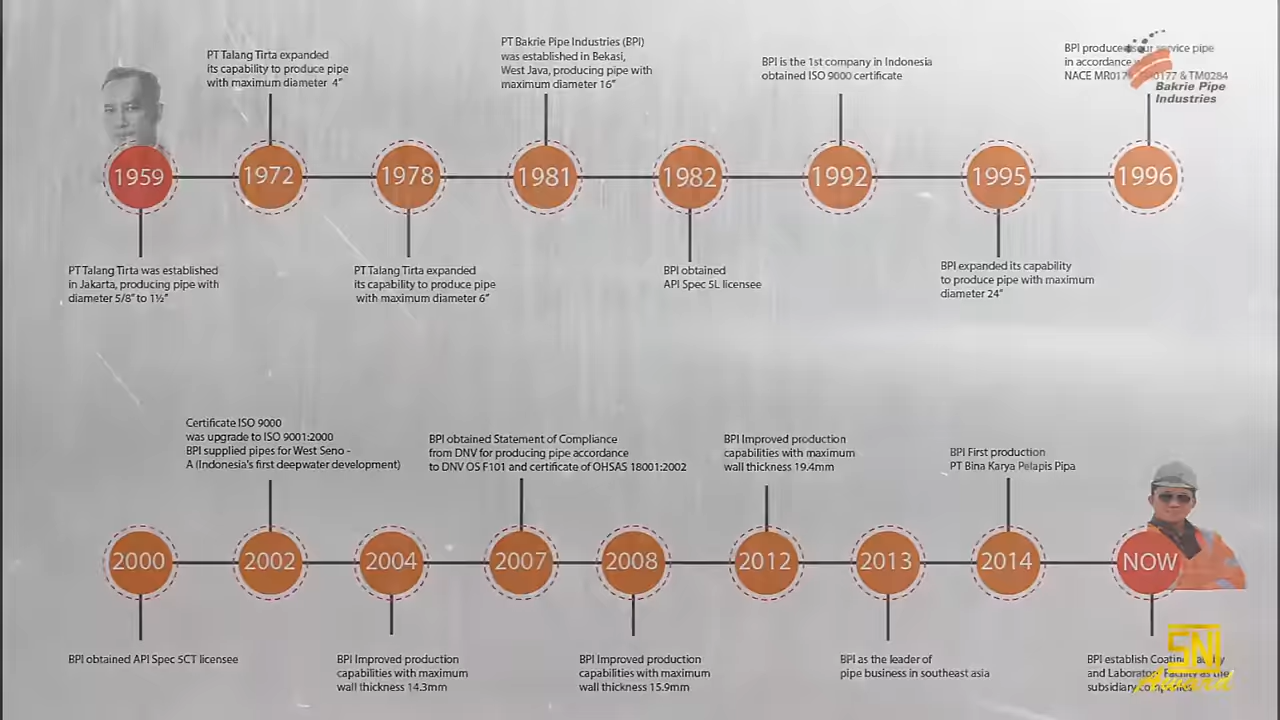 PT Talang Tirta expanded
its capability to produce pipe
with maximum diameter 4"
PT Bakrie Pipe Industries (BPI)
was established in Bekasi,
West Java, producing pipe with
maximum diameter 16"
BPI is the 1st company in Indonesia
obtained ISO 9000 certificate
BPI produced sour service pipe
in accordance
NACE & TM0284
Bakrie Pipe
Industries
1959
1972
1978
1981
1982
1992
1995
1996
PT Talang Tirta was established
in Jakarta, producing pipe with
diameter 5/8" to 1½"
PT Talang Tirta expanded
its capability to produce pipe
with maximum diameter 6"
BPI obtained
API Spec 5L licensee
BPI expanded its capability
to produce pipe with maximum
diameter 24"
Certificate ISO 9000
was upgrade to ISO 9001:2000
BPI supplied pipes for West Seno -
A (Indonesia's first deepwater development)
BPI obtained Statement of Compliance
from DNV for producing pipe accordance
to DNV OS F101 and certificate of OHSAS 18001:2002
BPI Improved production
capabilities with maximum
wall thickness 19.4mm
BPI First production
PT Bina Karya Pelapis Pipa
2000
2002
2004
2007
2008
2012
2013
2014
NOW
BPI obtained API Spec 5CT licensee
BPI Improved production
capabilities with maximum
wall thickness 14.3mm
BPI Improved production
capabilities with maximum
wall thickness 15.9mm
BPI as the leader of
pipe business in southeast asia
BPI establish Coating
and Laboratory Facility as the
subsidiary
SNI
Award